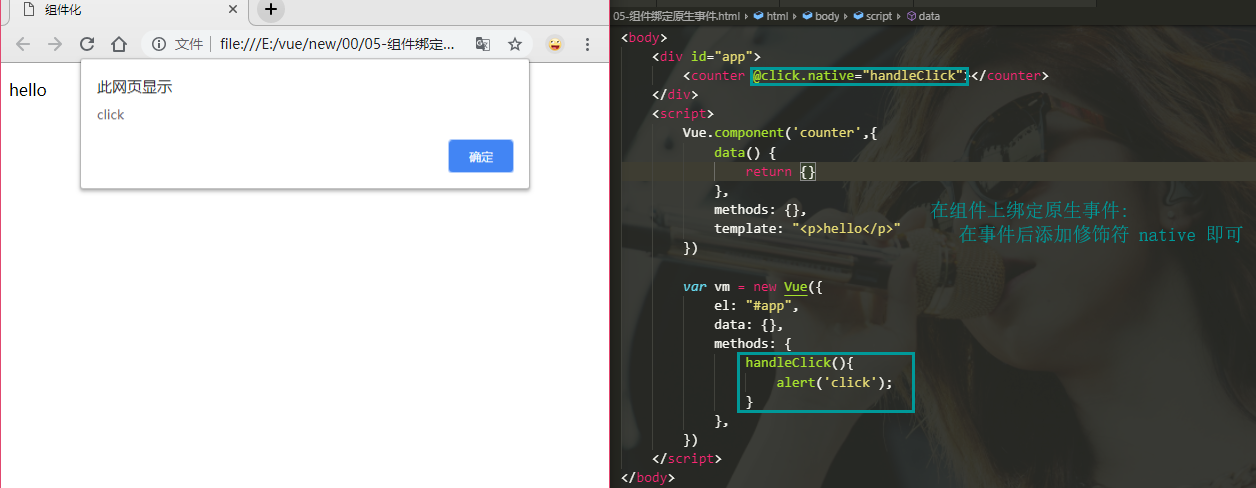 组件化
文件 file:///E:/vue/new/00/05-组件绑定...
hello
此网页显示
click
确定
05-组件绑定原生事件.html html body script data
<body>
<div id="app">
<counter @click.native="handleClick"></counter>
</div>
<script>
Vue.component('counter',{
data() {
return {}
},
methods: {},
template: "<p>hello</p>"
})
在组件上绑定原生事件:
在事件后添加修饰符 native 即可
var vm = new Vue({
el: "#app",
data: {},
methods: {
handleClick(){
alert('click');
}
},
})
</script>
</body>